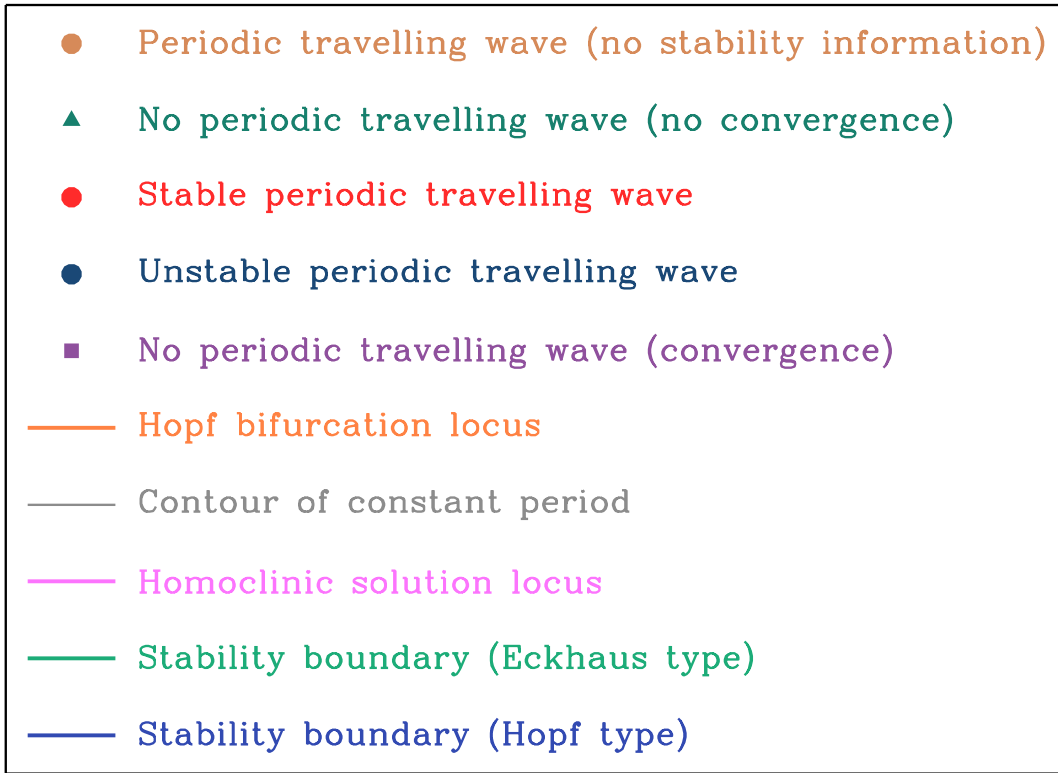 Periodic travelling wave (no stability information)
No periodic travelling wave (no convergence)
Stable periodic travelling wave
Unstable periodic travelling wave
No periodic travelling wave (convergence)
Hopf bifurcation locus
Contour of constant period
Homoclinic solution locus
Stability boundary (Eckhaus type)
Stability boundary (Hopf type)